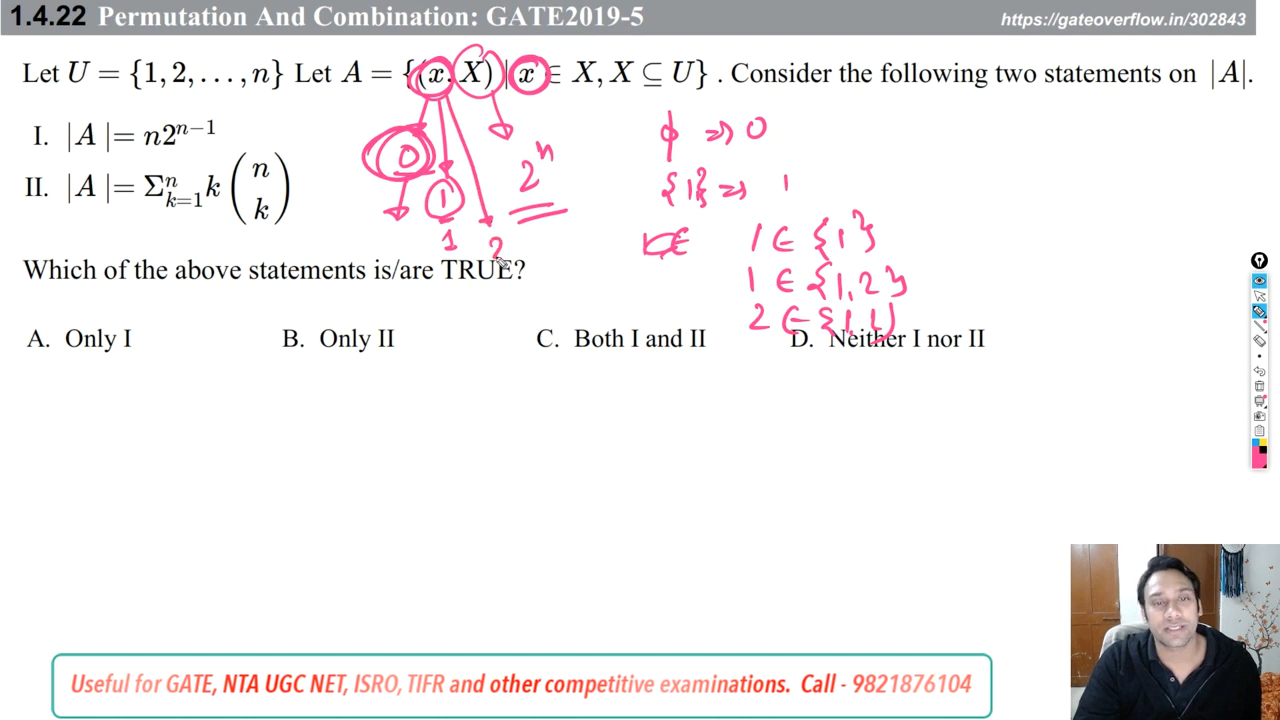 1.4.22 Permutation And Combination: GATE2019-5 https://gateoverflow.in/302843
Let U = {1,2,…,n} Let A = {(x,X) | x ∈ X, X ⊆ U} . Consider the following two statements on |A|.
I. |A| = n2ⁿ⁻¹
II. |A| = Σⁿₖ₌₁ k (n k)
0
2ⁿ
1
1 2
φ ⇒ 0
{1} ⇒ 1
1 ∈ {1}
1 ∈ {1,2}
2 ∈ {1,2}
Which of the above statements is/are TRUE?
A. Only I B. Only II C. Both I and II D. Neither I nor II
Useful for GATE, NTA UGC NET, ISRO, TIFR and other competitive examinations. Call - 9821876104